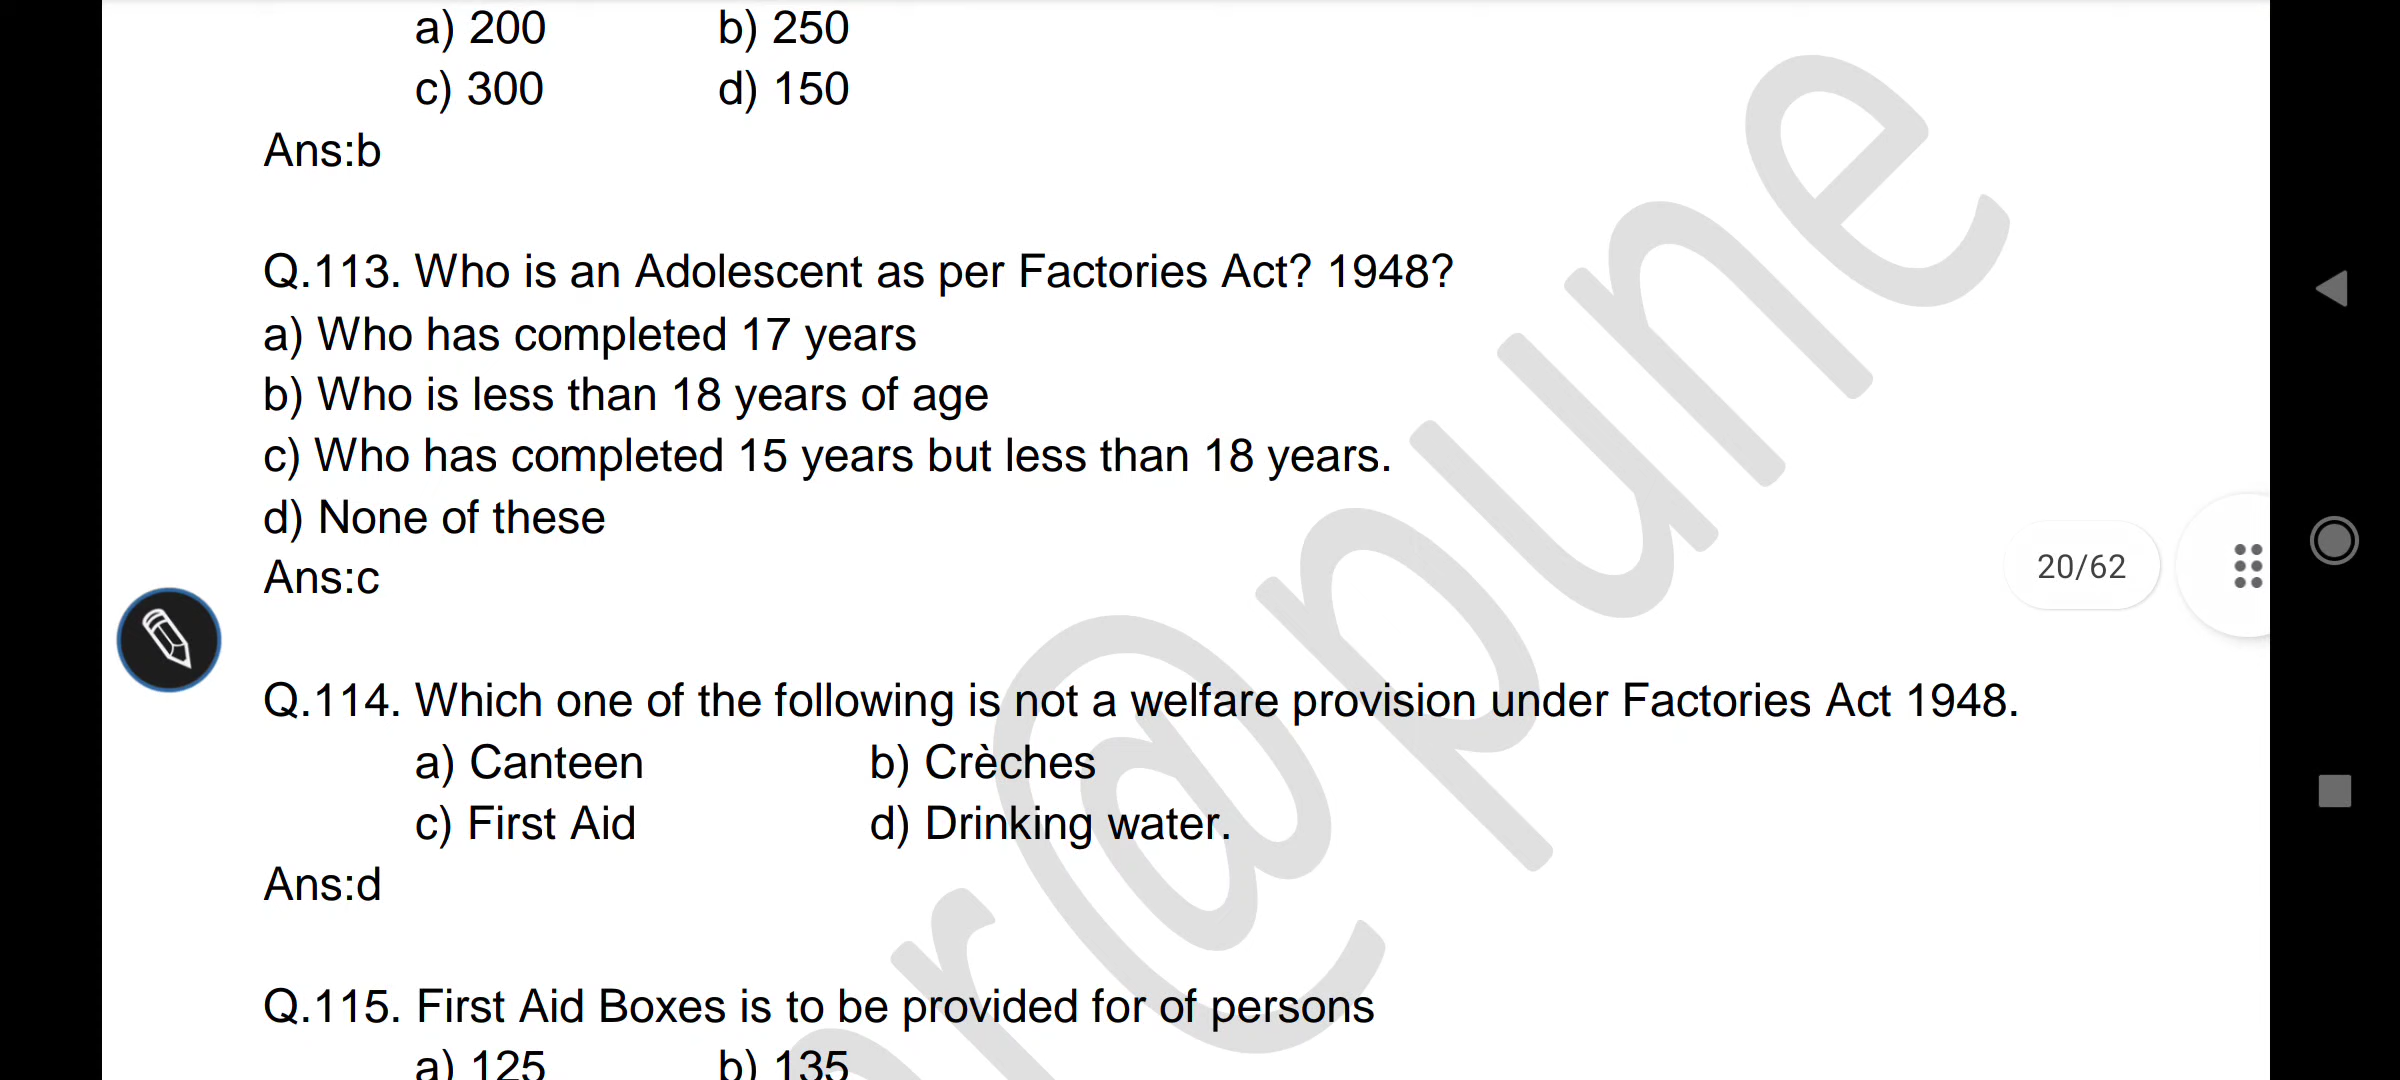 a) 200 b) 250
c) 300 d) 150
Ans:b
Q.113. Who is an Adolescent as per Factories Act? 1948?
a) Who has completed 17 years
b) Who is less than 18 years of age
c) Who has completed 15 years but less than 18 years.
d) None of these
Ans:c
20/62
Q.114. Which one of the following is not a welfare provision under Factories Act 1948.
a) Canteen b) Crèches
c) First Aid d) Drinking water.
Ans:d
Q.115. First Aid Boxes is to be provided for of persons
a) 125 b) 135
r@pune